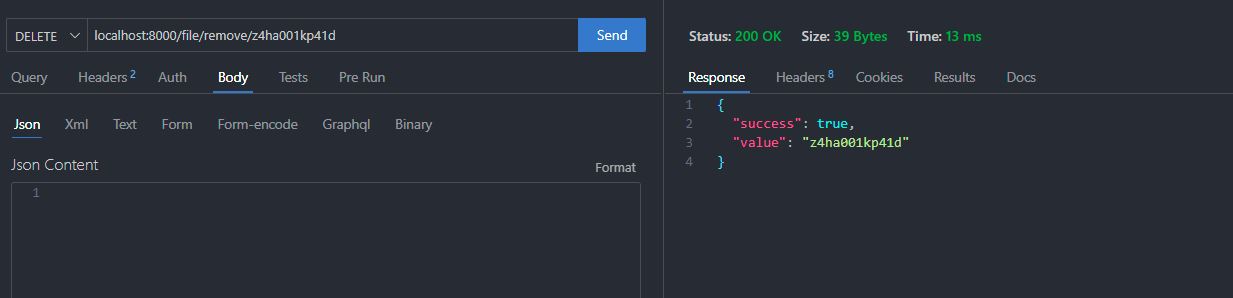 DELETE localhost:8000/file/remove/z4ha001kp41d Send
Query Headers 2 Auth Body Tests Pre Run
Json Xml Text Form Form-encode Graphql Binary
Json Content Format
1
Status: 200 OK Size: 39 Bytes Time: 13 ms
Response Headers 8 Cookies Results Docs
1 {
2 "success": true,
3 "value": "z4ha001kp41d"
4 }